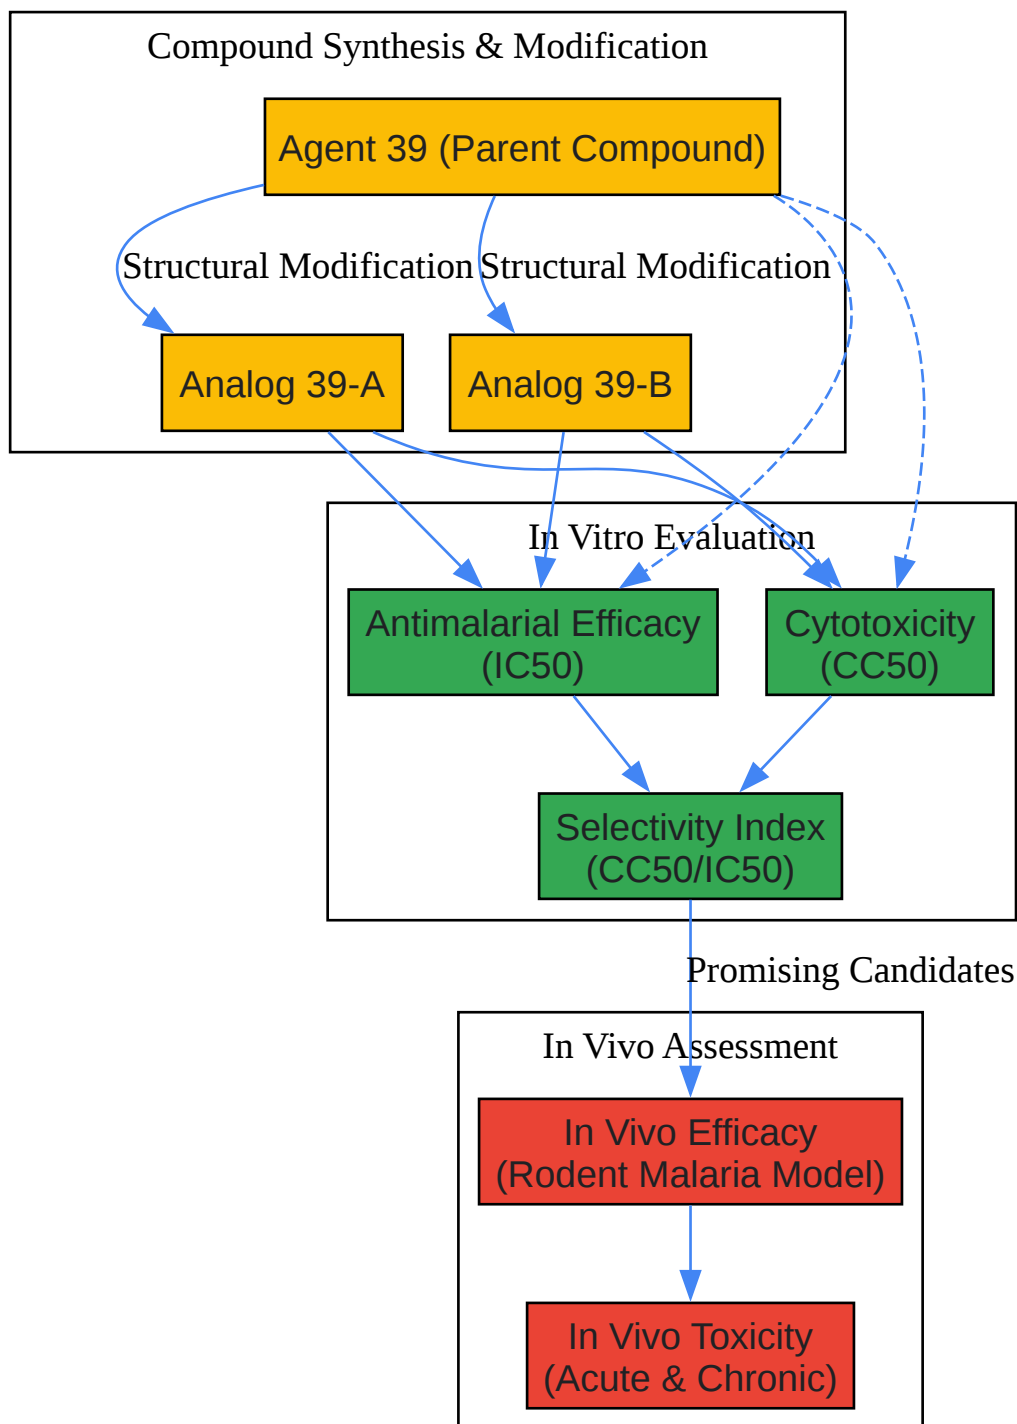 Compound Synthesis & Modification
Agent 39 (Parent Compound)
Structural Modification
Structural Modification
Analog 39-A
Analog 39-B
In Vitro Evaluation
Antimalarial Efficacy
(IC50)
Cytotoxicity
(CC50)
Selectivity Index
(CC50/IC50)
Promising Candidates
In Vivo Assessment
In Vivo Efficacy
(Rodent Malaria Model)
In Vivo Toxicity
(Acute & Chronic)